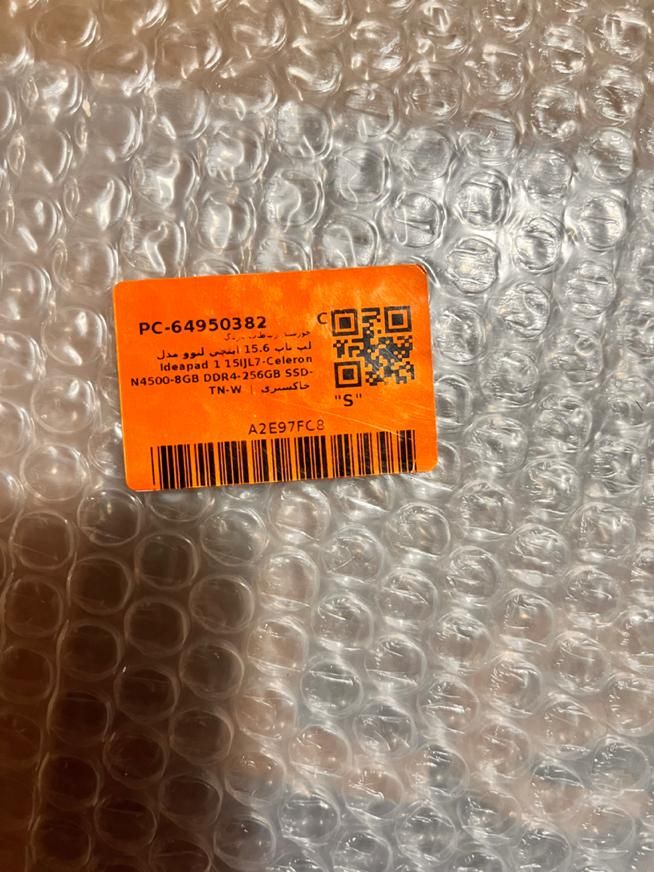 PC-64950382
C
لپ تاپ 15.6 اینچی لنوو مدل
Ideapad 1 15IJL7-Celeron
N4500-8GB DDR4-256GB SSD-
TN-W | خاکستری
"S"
A2E97FC8